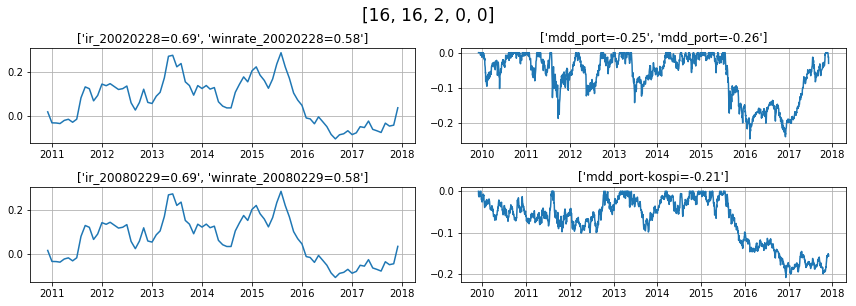 [16, 16, 2, 0, 0]
['ir_20020228=0.69', 'winrate_20020228=0.58']
0.2
0.0
2011 2012 2013 2014 2015 2016 2017 2018
['mdd_port=-0.25', 'mdd_port=-0.26']
0.0
−0.1
−0.2
2010 2011 2012 2013 2014 2015 2016 2017 2018
['ir_20080229=0.69', 'winrate_20080229=0.58']
0.2
0.0
2011 2012 2013 2014 2015 2016 2017 2018
['mdd_port-kospi=-0.21']
0.0
−0.1
−0.2
2010 2011 2012 2013 2014 2015 2016 2017 2018